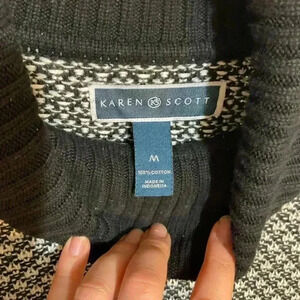 KAREN SCOTT
M
100% COTTON
MADE IN
INDONESIA